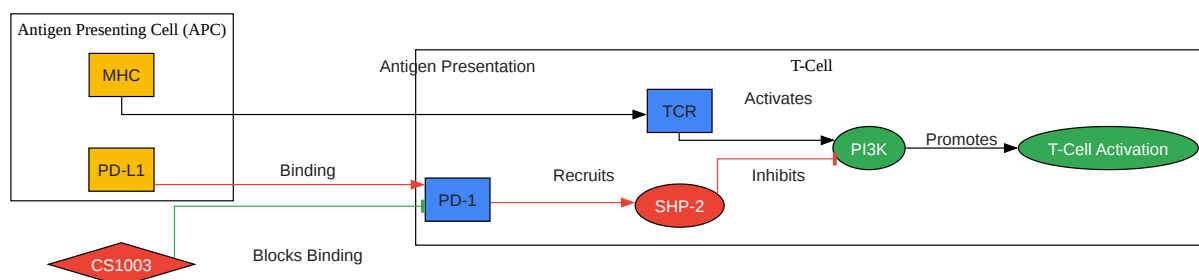 Antigen Presenting Cell (APC)
MHC
Antigen Presentation
T-Cell
TCR
Activates
PI3K
Promotes
T-Cell Activation
PD-L1
Binding
PD-1
Recruits
SHP-2
Inhibits
CS1003
Blocks Binding